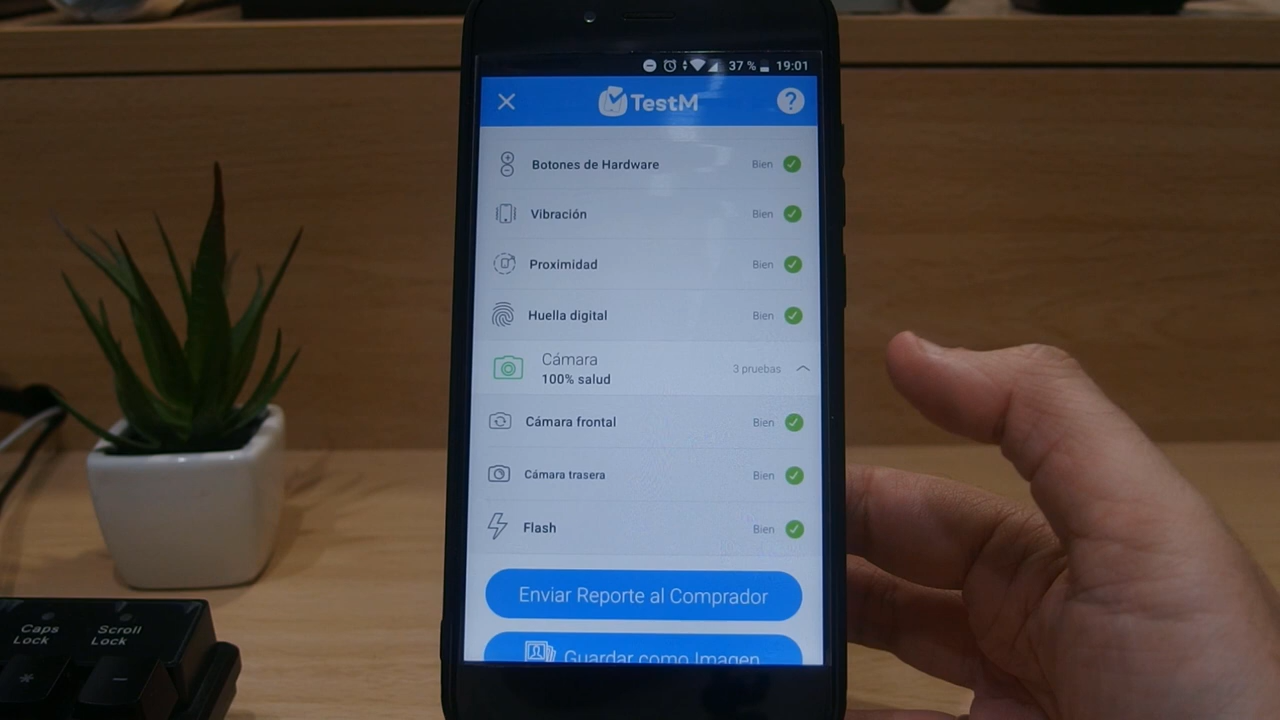 37 % 19:01
TestM
?
Botones de Hardware Bien
Vibración Bien
Proximidad Bien
Huella digital Bien
Cámara
100% salud
3 pruebas
Cámara frontal Bien
Cámara trasera Bien
Flash Bien
Enviar Reporte al Comprador
Guardar como Imagen
Caps Lock
Scroll Lock
* -